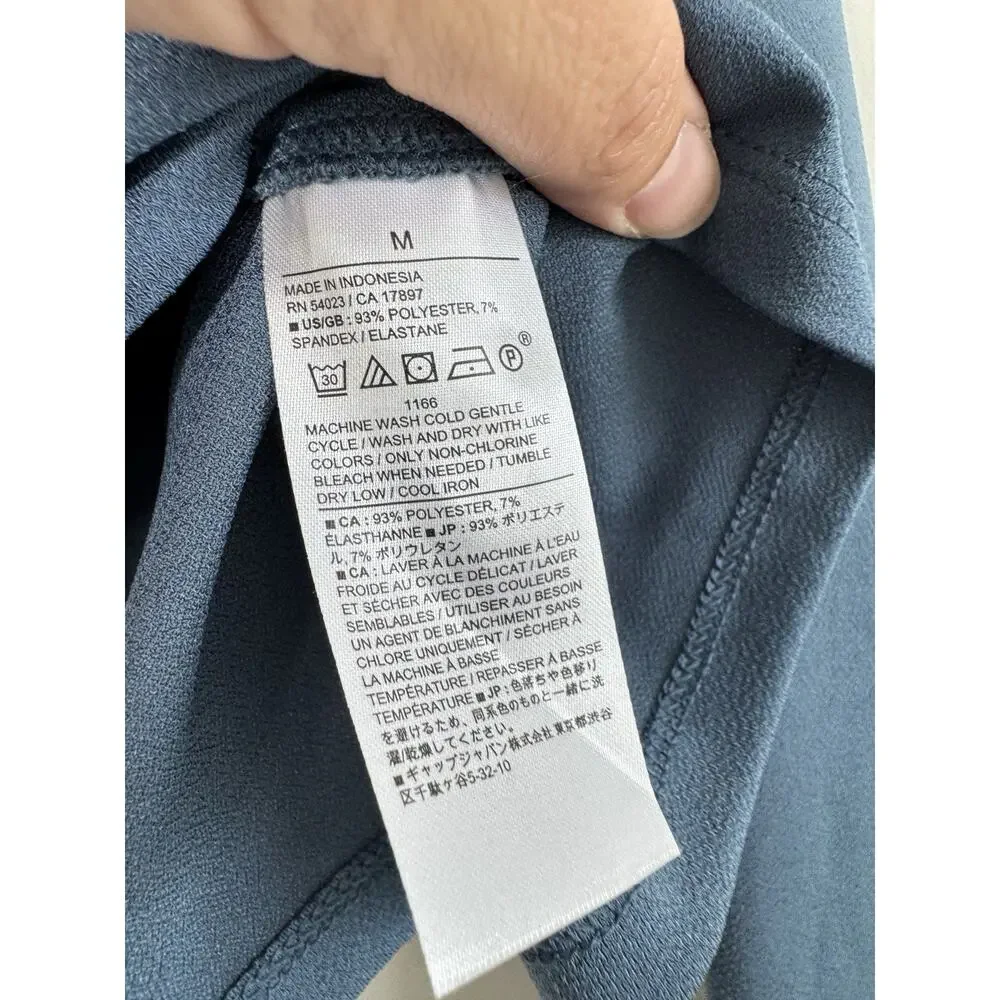 M
MADE IN INDONESIA
RN 54023 / CA 17897
■ US/GB : 93% POLYESTER, 7%
SPANDEX / ELASTANE
30 P ®
1166
MACHINE WASH COLD GENTLE
CYCLE / WASH AND DRY WITH LIKE
COLORS / ONLY NON-CHLORINE
BLEACH WHEN NEEDED / TUMBLE
DRY LOW / COOL IRON
■ CA : 93% POLYESTER, 7%
ÉLASTHANNE ■ JP : 93% ポリエステ
ル, 7% ポリウレタン
■ CA : LAVER À LA MACHINE À L'EAU
FROIDE AU CYCLE DÉLICAT / LAVER
ET SÉCHER AVEC DES COULEURS
SEMBLABLES / UTILISER AU BESOIN
UN AGENT DE BLANCHIMENT SANS
CHLORE UNIQUEMENT / SÉCHER À
LA MACHINE À BASSE
TEMPÉRATURE / REPASSER À BASSE
TEMPÉRATURE ■ JP : 色落ちや色移り
を避けるため、同系色のものと一緒に洗
濯/乾燥してください。
■ ギャップジャパン株式会社 東京都渋谷
区千駄ヶ谷5-32-10